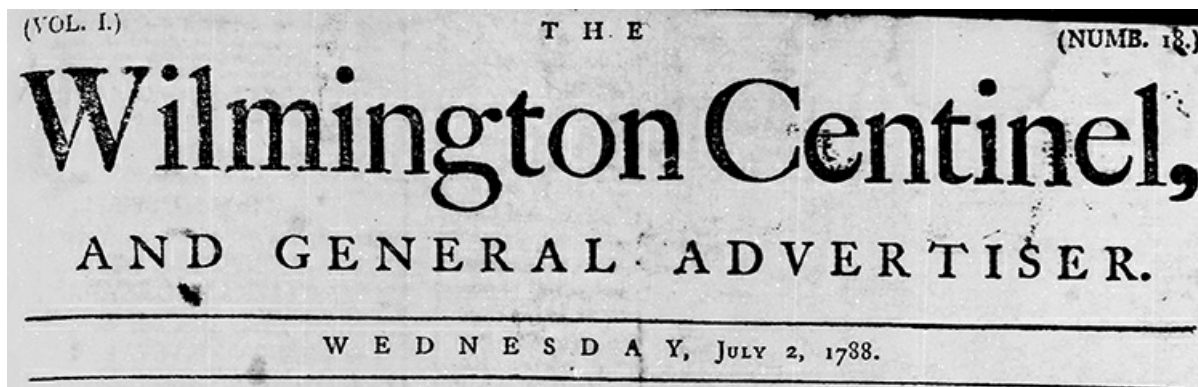 (VOL. I.)
THE
(NUMB. 18.)
Wilmington Centinel,
AND GENERAL ADVERTISER.
WEDNESDAY, JULY 2, 1788.